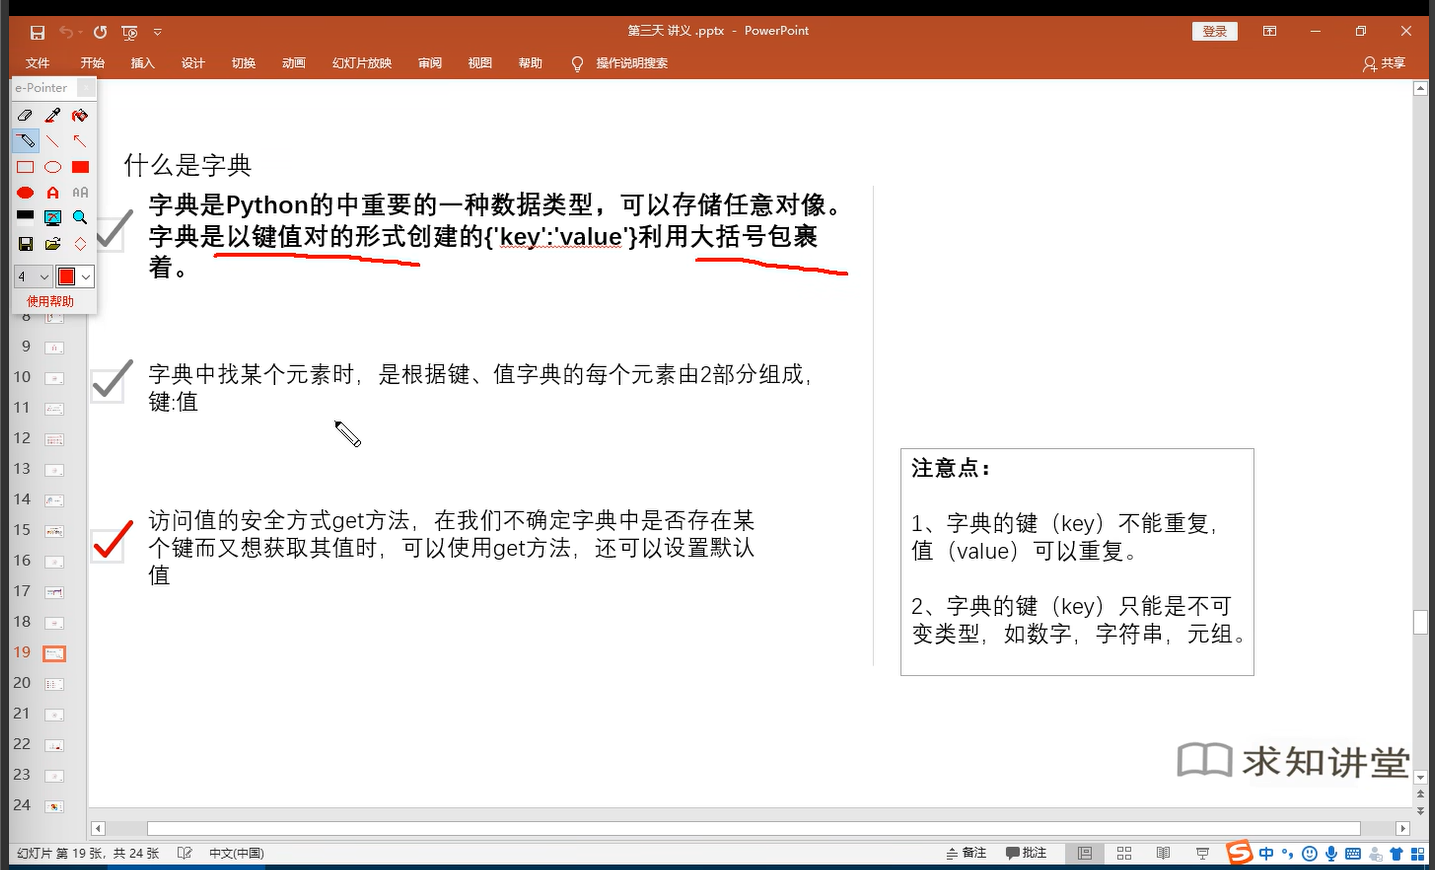 第三天 讲义 .pptx - PowerPoint
登录
文件 开始 插入 设计 切换 动画 幻灯片放映 审阅 视图 帮助 操作说明搜索 共享
e-Pointer
A AA
4
使用帮助
什么是字典
字典是Python的中重要的一种数据类型，可以存储任意对像。
字典是以键值对的形式创建的{'key':'value'}利用大括号包裹
着。
字典中找某个元素时，是根据键、值字典的每个元素由2部分组成，
键:值
访问值的安全方式get方法，在我们不确定字典中是否存在某
个键而又想获取其值时，可以使用get方法，还可以设置默认
值
注意点：
1、字典的键（key）不能重复，
值（value）可以重复。
2、字典的键（key）只能是不可
变类型，如数字，字符串，元组。
8
9
10
11
12
13
14
15
16
17
18
19
20
21
22
23
24
求知讲堂
幻灯片 第 19 张，共 24 张 中文(中国) 备注 批注 中